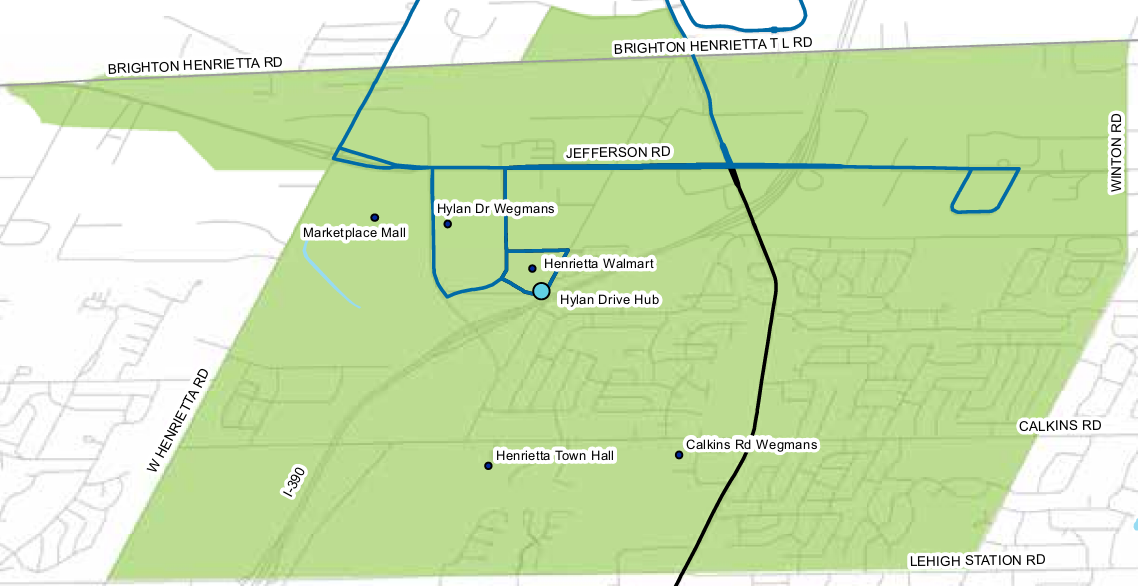 BRIGHTON HENRIETTA T L RD
BRIGHTON HENRIETTA RD
JEFFERSON RD
WINTON RD
Hylan Dr Wegmans
Marketplace Mall
Henrietta Walmart
Hylan Drive Hub
W HENRIETTA RD
CALKINS RD
Calkins Rd Wegmans
Henrietta Town Hall
I-390
LEHIGH STATION RD